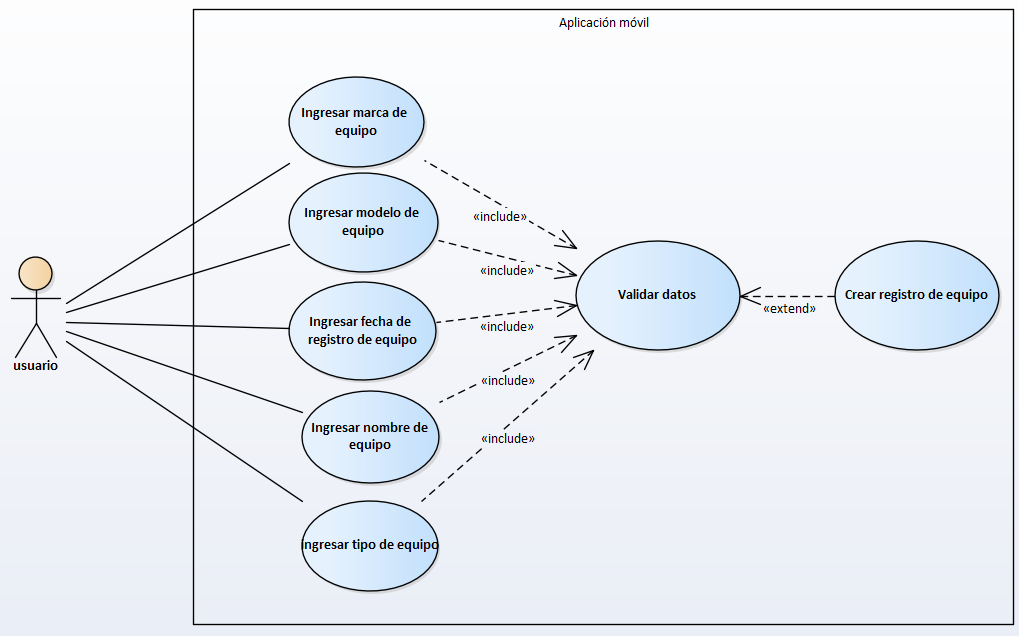 Aplicación móvil
Ingresar marca de
equipo
Ingresar modelo de
equipo
Ingresar fecha de
registro de equipo
Ingresar nombre de
equipo
Ingresar tipo de equipo
usuario
«include»
«include»
«include»
«include»
«include»
Validar datos
«extend»
Crear registro de equipo